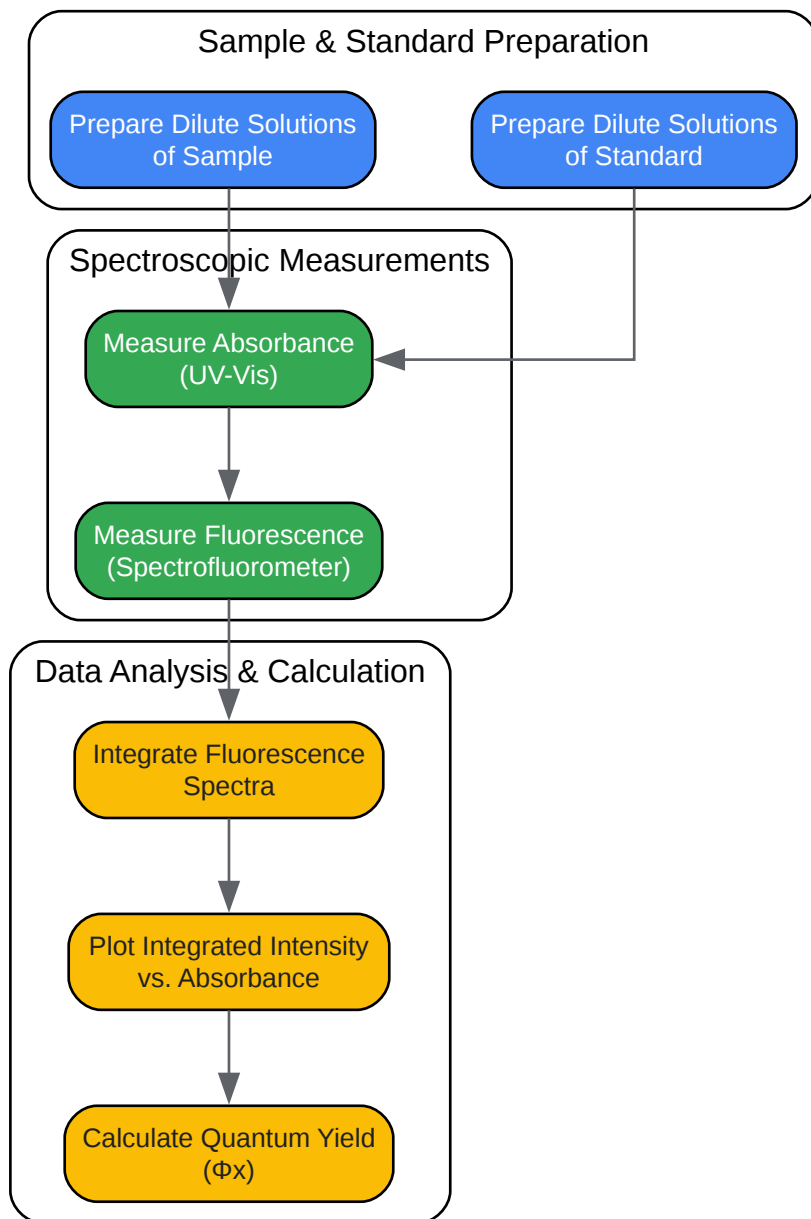 Sample & Standard Preparation
Prepare Dilute Solutions
of Sample
Prepare Dilute Solutions
of Standard
Spectroscopic Measurements
Measure Absorbance
(UV-Vis)
Measure Fluorescence
(Spectrofluorometer)
Data Analysis & Calculation
Integrate Fluorescence
Spectra
Plot Integrated Intensity
vs. Absorbance
Calculate Quantum Yield
(Φx)